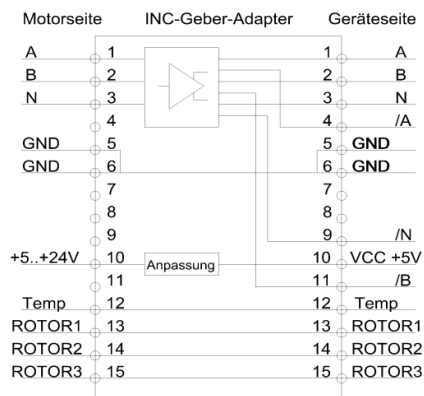 Motorseite INC-Geber-Adapter Geräteseite
A 1 1 A
B 2 2 B
N 3 3 N
4 4 /A
GND 5 5 GND
GND 6 6 GND
7 7
8 8
9 9 /N
+5..+24V 10 Anpassung 10 VCC +5V
11 11 /B
Temp 12 12 Temp
ROTOR1 13 13 ROTOR1
ROTOR2 14 14 ROTOR2
ROTOR3 15 15 ROTOR3